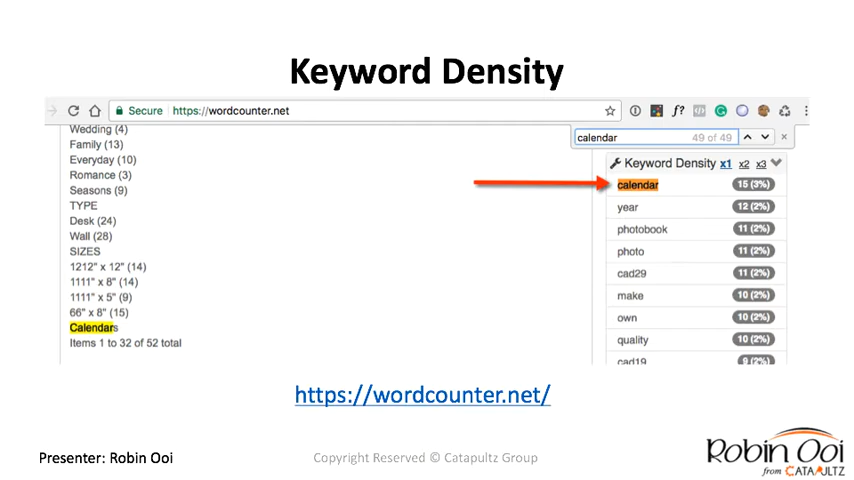 Keyword Density
Secure https://wordcounter.net
calendar 49 of 49
Wedding (4)
Family (13)
Everyday (10)
Romance (3)
Seasons (9)
TYPE
Desk (24)
Wall (28)
SIZES
1212" x 12" (14)
1111" x 8" (14)
1111" x 5" (9)
66" x 8" (15)
Calendars
Items 1 to 32 of 52 total
Keyword Density x1 x2 x3
calendar 15 (3%)
year 12 (2%)
photobook 11 (2%)
photo 11 (2%)
cad29 11 (2%)
make 10 (2%)
own 10 (2%)
quality 10 (2%)
cad19 9 (2%)
https://wordcounter.net/
Presenter: Robin Ooi
Copyright Reserved © Catapultz Group
Robin Ooi
from CATAPULTZ